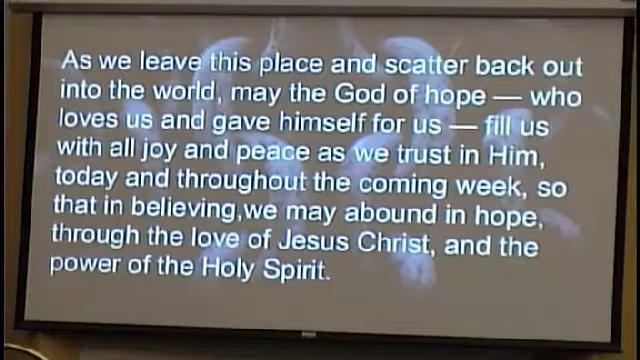 As we leave this place and scatter back out
into the world, may the God of hope — who
loves us and gave himself for us — fill us
with all joy and peace as we trust in Him,
today and throughout the coming week, so
that in believing,we may abound in hope,
through the love of Jesus Christ, and the
power of the Holy Spirit.